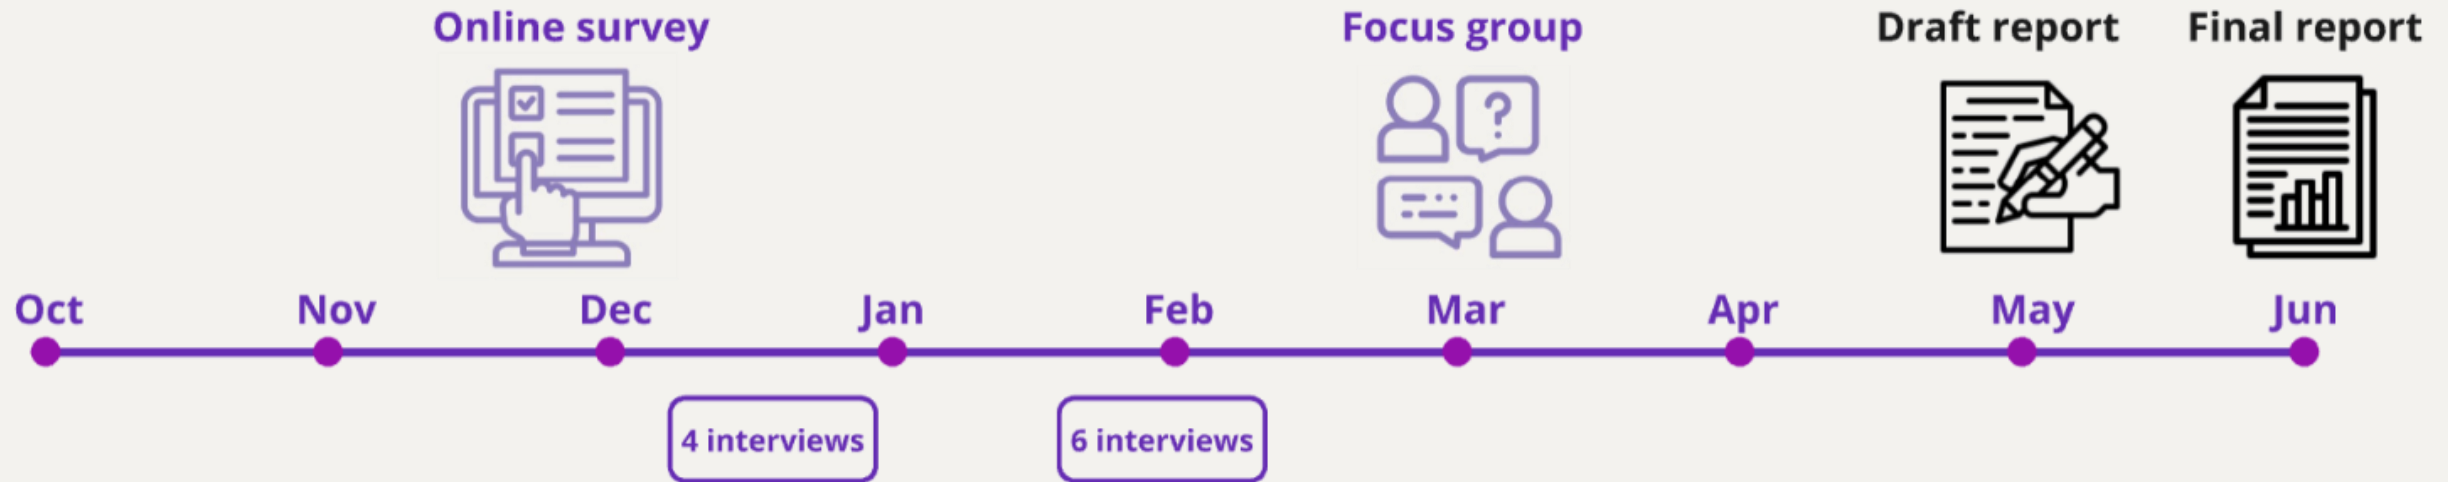 Online survey
Focus group
Draft report
Final report
?
Oct
Nov
Dec
Jan
Feb
Mar
Apr
May
Jun
4 interviews
6 interviews